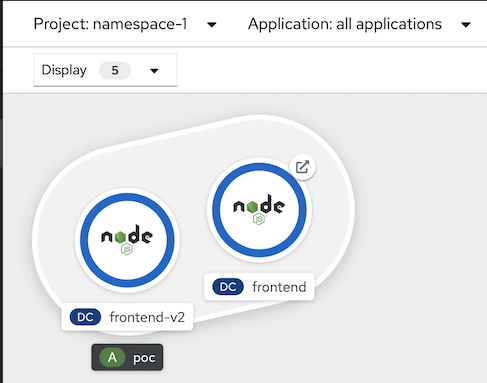 Project: namespace-1 Application: all applications
Display 5
node
JS
node
JS
DC frontend
DC frontend-v2
A poc